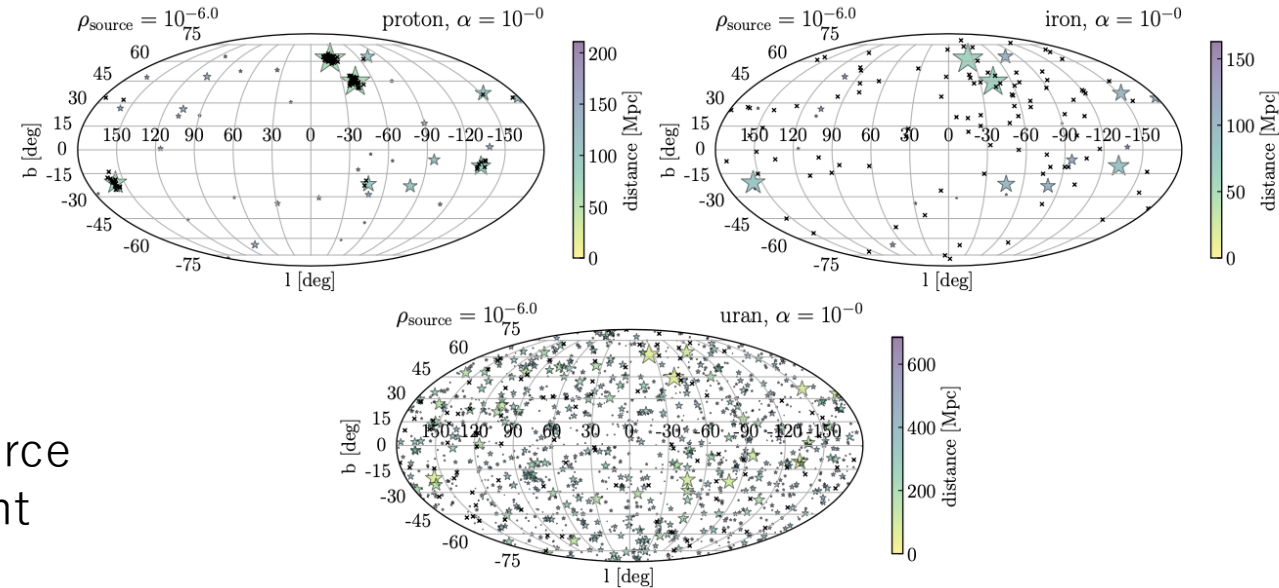 ρsource = 10−6.0
proton, α = 10−0
75
60
45
30
15
0
-15
-30
-45
-60
-75
b [deg]
150 120 90 60 30 0 -30 -60 -90 -120 -150
l [deg]
200
150
100
50
0
distance [Mpc]
ρsource = 10−6.0
iron, α = 10−0
75
60
45
30
15
0
-15
-30
-45
-60
-75
b [deg]
150 120 90 60 30 0 -30 -60 -90 -120 -150
l [deg]
150
100
50
0
distance [Mpc]
ρsource = 10−6.0
uran, α = 10−0
75
60
45
30
15
0
-15
-30
-45
-60
-75
b [deg]
150 120 90 60 30 0 -30 -60 -90 -120 -150
l [deg]
600
400
200
0
distance [Mpc]
rce
nt